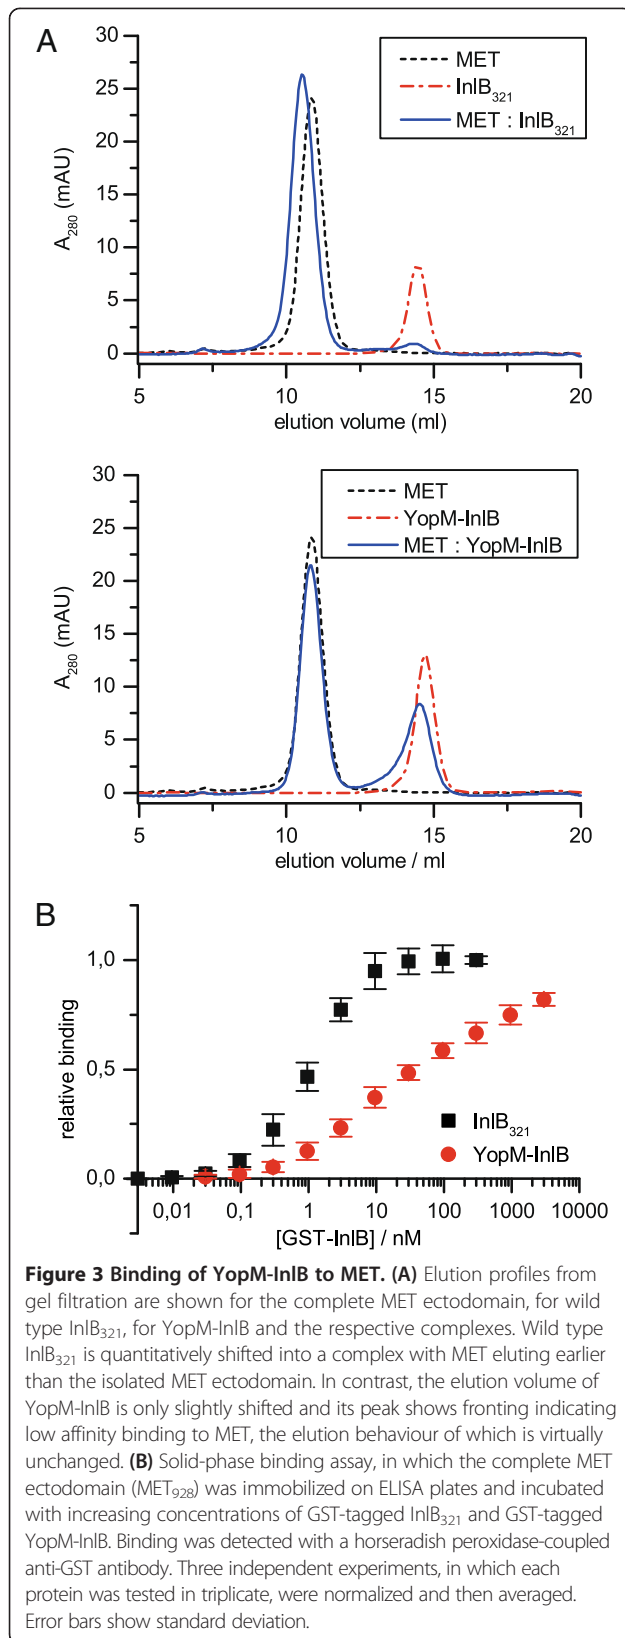 A
MET
InlB321
MET : InlB321
30
25
20
15
10
5
0
A280 (mAU)
5 10 15 20
elution volume (ml)
MET
YopM-InlB
MET : YopM-InlB
30
25
20
15
10
5
0
A280 (mAU)
5 10 15 20
elution volume / ml
B
1,0
0,5
0,0
relative binding
InlB321
YopM-InlB
0,01 0,1 1 10 100 1000 10000
[GST-InlB] / nM
Figure 3 Binding of YopM-InlB to MET. (A) Elution profiles from
gel filtration are shown for the complete MET ectodomain, for wild
type InlB321, for YopM-InlB and the respective complexes. Wild type
InlB321 is quantitatively shifted into a complex with MET eluting earlier
than the isolated MET ectodomain. In contrast, the elution volume of
YopM-InlB is only slightly shifted and its peak shows fronting indicating
low affinity binding to MET, the elution behaviour of which is virtually
unchanged. (B) Solid-phase binding assay, in which the complete MET
ectodomain (MET928) was immobilized on ELISA plates and incubated
with increasing concentrations of GST-tagged InlB321 and GST-tagged
YopM-InlB. Binding was detected with a horseradish peroxidase-coupled
anti-GST antibody. Three independent experiments, in which each
protein was tested in triplicate, were normalized and then averaged.
Error bars show standard deviation.